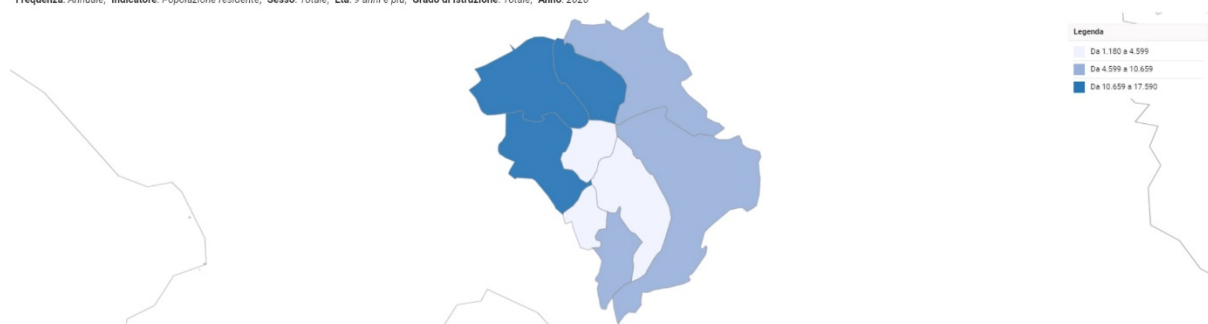 Frequenza: Annuale, Indicatore: Popolazione residente, Sesso: Totale, Età: 9 anni e più, Grado di istruzione: Totale, Anno: 2020
Legenda
Da 1.180 a 4.599
Da 4.599 a 10.659
Da 10.659 a 17.590